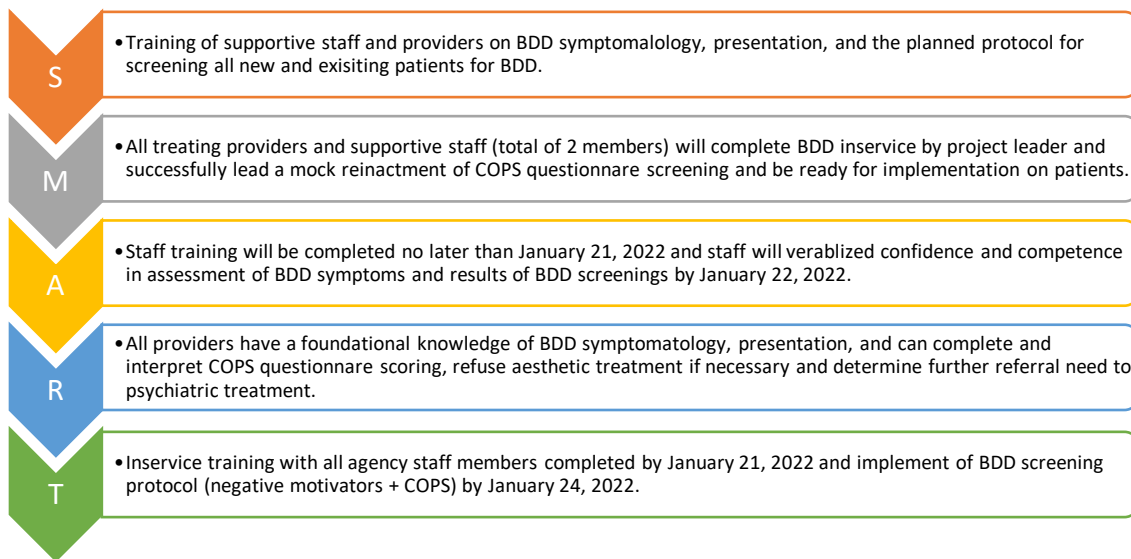 S
•Training of supportive staff and providers on BDD symptomalology, presentation, and the planned protocol for
screening all new and exisiting patients for BDD.
M
•All treating providers and supportive staff (total of 2 members) will complete BDD inservice by project leader and
successfully lead a mock reinactment of COPS questionnare screening and be ready for implementation on patients.
A
•Staff training will be completed no later than January 21, 2022 and staff will verablized confidence and competence
in assessment of BDD symptoms and results of BDD screenings by January 22, 2022.
R
•All providers have a foundational knowledge of BDD symptomatology, presentation, and can complete and
interpret COPS questionnare scoring, refuse aesthetic treatment if necessary and determine further referral need to
psychiatric treatment.
T
•Inservice training with all agency staff members completed by January 21, 2022 and implement of BDD screening
protocol (negative motivators + COPS) by January 24, 2022.